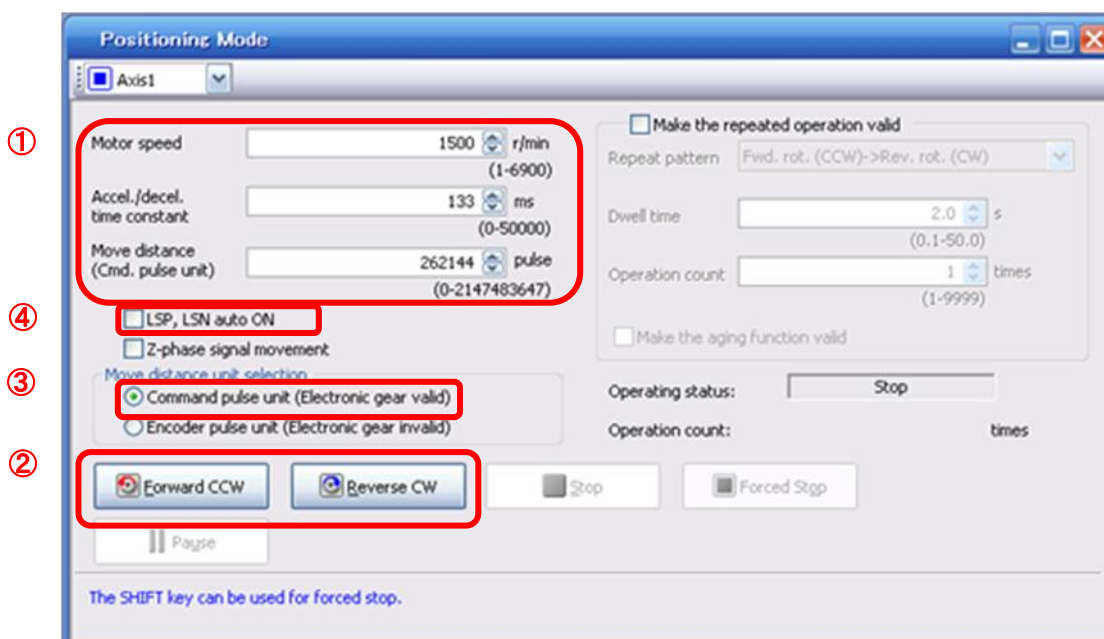 Positioning Mode
Axis1
①
Motor speed 1500 r/min
(1-6900)
Accel./decel.
time constant 133 ms
(0-50000)
Move distance
(Cmd. pulse unit) 262144 pulse
(0-2147483647)
④
LSP, LSN auto ON
Z-phase signal movement
③
Move distance unit selection
Command pulse unit (Electronic gear valid)
Encoder pulse unit (Electronic gear invalid)
②
Forward CCW
Reverse CW
Stop
Forced Stop
Pause
Make the repeated operation valid
Repeat pattern Fwd. rot. (CCW)->Rev. rot. (CW)
Dwell time 2.0 s
(0.1-50.0)
Operation count 1 times
(1-9999)
Make the aging function valid
Operating status: Stop
Operation count: times
The SHIFT key can be used for forced stop.